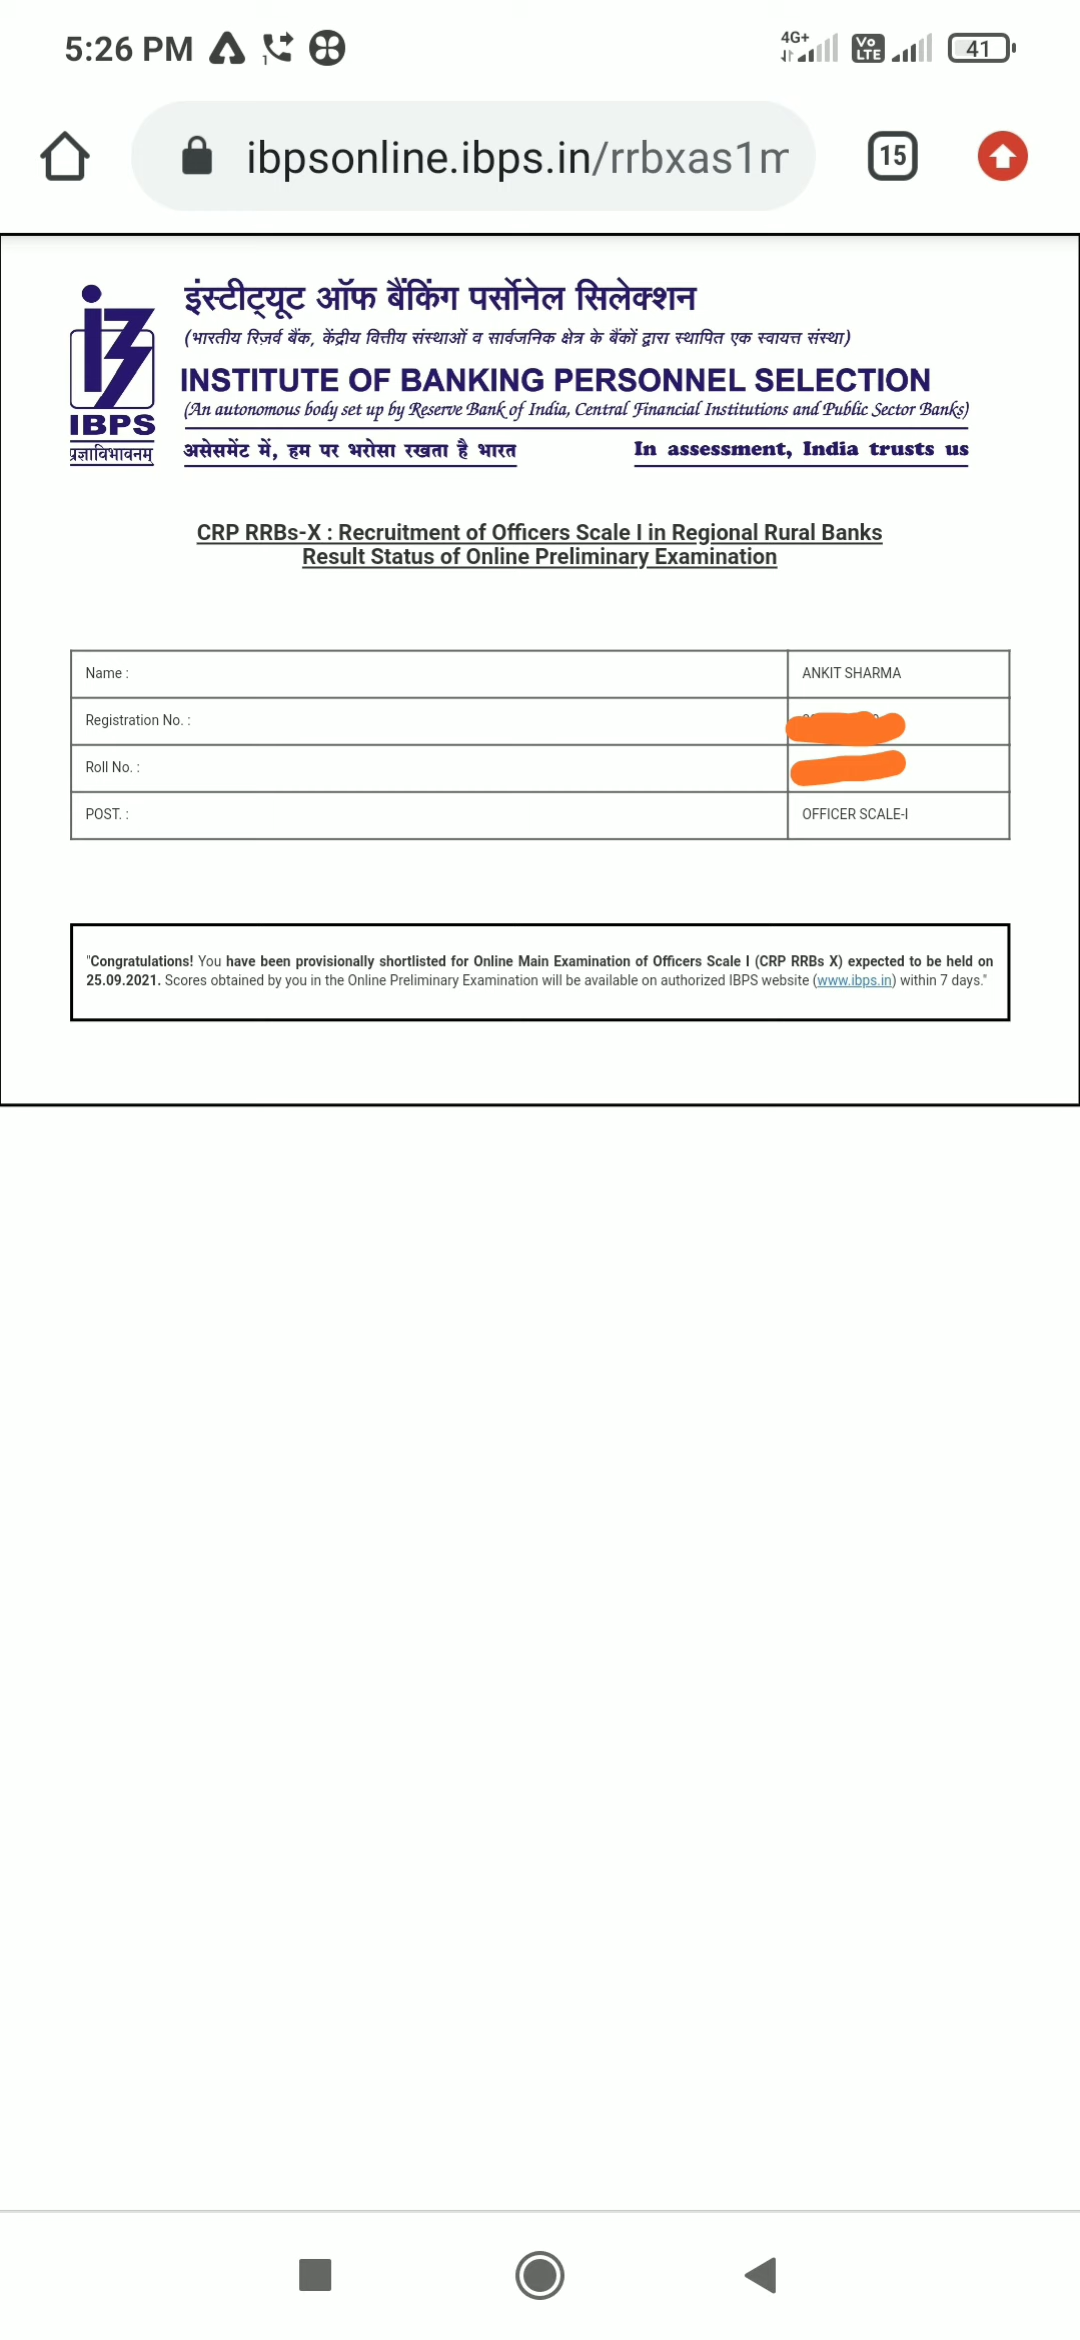 5:26 PM
4G+
Vo
LTE
41
ibpsonline.ibps.in/rrbxas1m
15
इंस्टीट्यूट ऑफ बैंकिंग पर्सोनेल सिलेक्शन
(भारतीय रिज़र्व बैंक, केंद्रीय वित्तीय संस्थाओं व सार्वजनिक क्षेत्र के बैंकों द्वारा स्थापित एक स्वायत्त संस्था)
INSTITUTE OF BANKING PERSONNEL SELECTION
(An autonomous body set up by Reserve Bank of India, Central Financial Institutions and Public Sector Banks)
IBPS
प्रज्ञाविभावनम्
असेसमेंट में, हम पर भरोसा रखता है भारत In assessment, India trusts us
CRP RRBs-X : Recruitment of Officers Scale I in Regional Rural Banks
Result Status of Online Preliminary Examination
Name : ANKIT SHARMA
Registration No. :
Roll No. :
POST. : OFFICER SCALE-I
"Congratulations! You have been provisionally shortlisted for Online Main Examination of Officers Scale I (CRP RRBs X) expected to be held on
25.09.2021. Scores obtained by you in the Online Preliminary Examination will be available on authorized IBPS website (www.ibps.in) within 7 days."